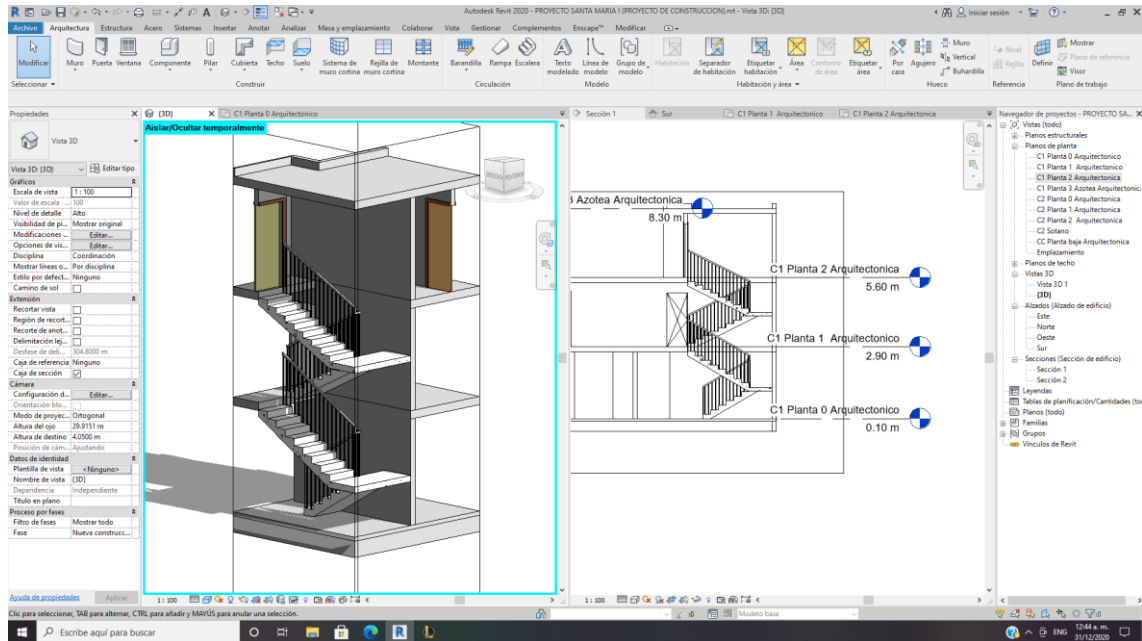 Autodesk Revit 2020 - PROYECTO SANTA MARIA I (PROYECTO DE CONSTRUCCION).rvt - Vista 3D: {3D}
Iniciar sesión
Archivo Arquitectura Estructura Acero Sistemas Insertar Anotar Analizar Masa y emplazamiento Colaborar Vista Gestionar Complementos Enscape™ Modificar
Modificar Muro Puerta Ventana Componente Pilar Cubierta Techo Suelo Sistema de muro cortina Rejilla de muro cortina Montante Barandilla Rampa Escalera Texto modelado Línea de modelo Grupo de modelo Habitación Separador de habitación Etiquetar habitación Área Contorno de área Etiquetar área Por cara Agujero Muro Vertical Buhardilla Nivel Rejilla Definir Mostrar Plano de referencia Visor
Seleccionar Construir Circulación Modelo Habitación y área Hueco Referencia Plano de trabajo
Propiedades
Vista 3D
Vista 3D: {3D} Editar tipo
Gráficos
Escala de vista 1 : 100
Valor de escala ... 100
Nivel de detalle Alto
Visibilidad de pi... Mostrar original
Modificaciones ... Editar...
Opciones de vis... Editar...
Disciplina Coordinación
Mostrar líneas o... Por disciplina
Estilo por defect... Ninguno
Camino de sol
Extensión
Recortar vista
Región de recort...
Recorte de anot...
Delimitación lej...
Desfase de deli... 304.8000 m
Caja de referencia Ninguno
Caja de sección
Cámara
Configuración d... Editar...
Orientación blo...
Modo de proyec... Ortogonal
Altura del ojo 29.9151 m
Altura de destino 4.0500 m
Posición de cám... Ajustando
Datos de identidad
Plantilla de vista <Ninguno>
Nombre de vista {3D}
Dependencia Independiente
Título en plano
Proceso por fases
Filtro de fases Mostrar todo
Fase Nueva construcc...
Ayuda de propiedades Aplicar
{3D} C1 Planta 0 Arquitectonico
Aislar/Ocultar temporalmente
1 : 100
Sección 1 Sur C1 Planta 1 Arquitectonico C1 Planta 2 Arquitectonica
3 Azotea Arquitectonica
8.30 m
C1 Planta 2 Arquitectonica
5.60 m
C1 Planta 1 Arquitectonico
2.90 m
C1 Planta 0 Arquitectonico
0.10 m
1 : 100
Navegador de proyectos - PROYECTO SA...
Vistas (todo)
Planos estructurales
Planos de planta
C1 Planta 0 Arquitectonico
C1 Planta 1 Arquitectonico
C1 Planta 2 Arquitectonica
C1 Planta 3 Azotea Arquitectonica
C2 Planta 0 Arquitectonico
C2 Planta 1 Arquitectonica
C2 Planta 2 Arquitectonica
C2 Sotano
CC Planta baja Arquitectonica
Emplazamiento
Planos de techo
Vistas 3D
Vista 3D 1
{3D}
Alzados (Alzado de edificio)
Este
Norte
Oeste
Sur
Secciones (Sección de edificio)
Sección 1
Sección 2
Leyendas
Tablas de planificación/Cantidades (to
Planos (todo)
Familias
Grupos
Vínculos de Revit
Clic para seleccionar, TAB para alternar, CTRL para añadir y MAYÚS para anular una selección.
:0 Modelo base :0
Escribe aquí para buscar
ENG 12:44 a. m.
31/12/2020